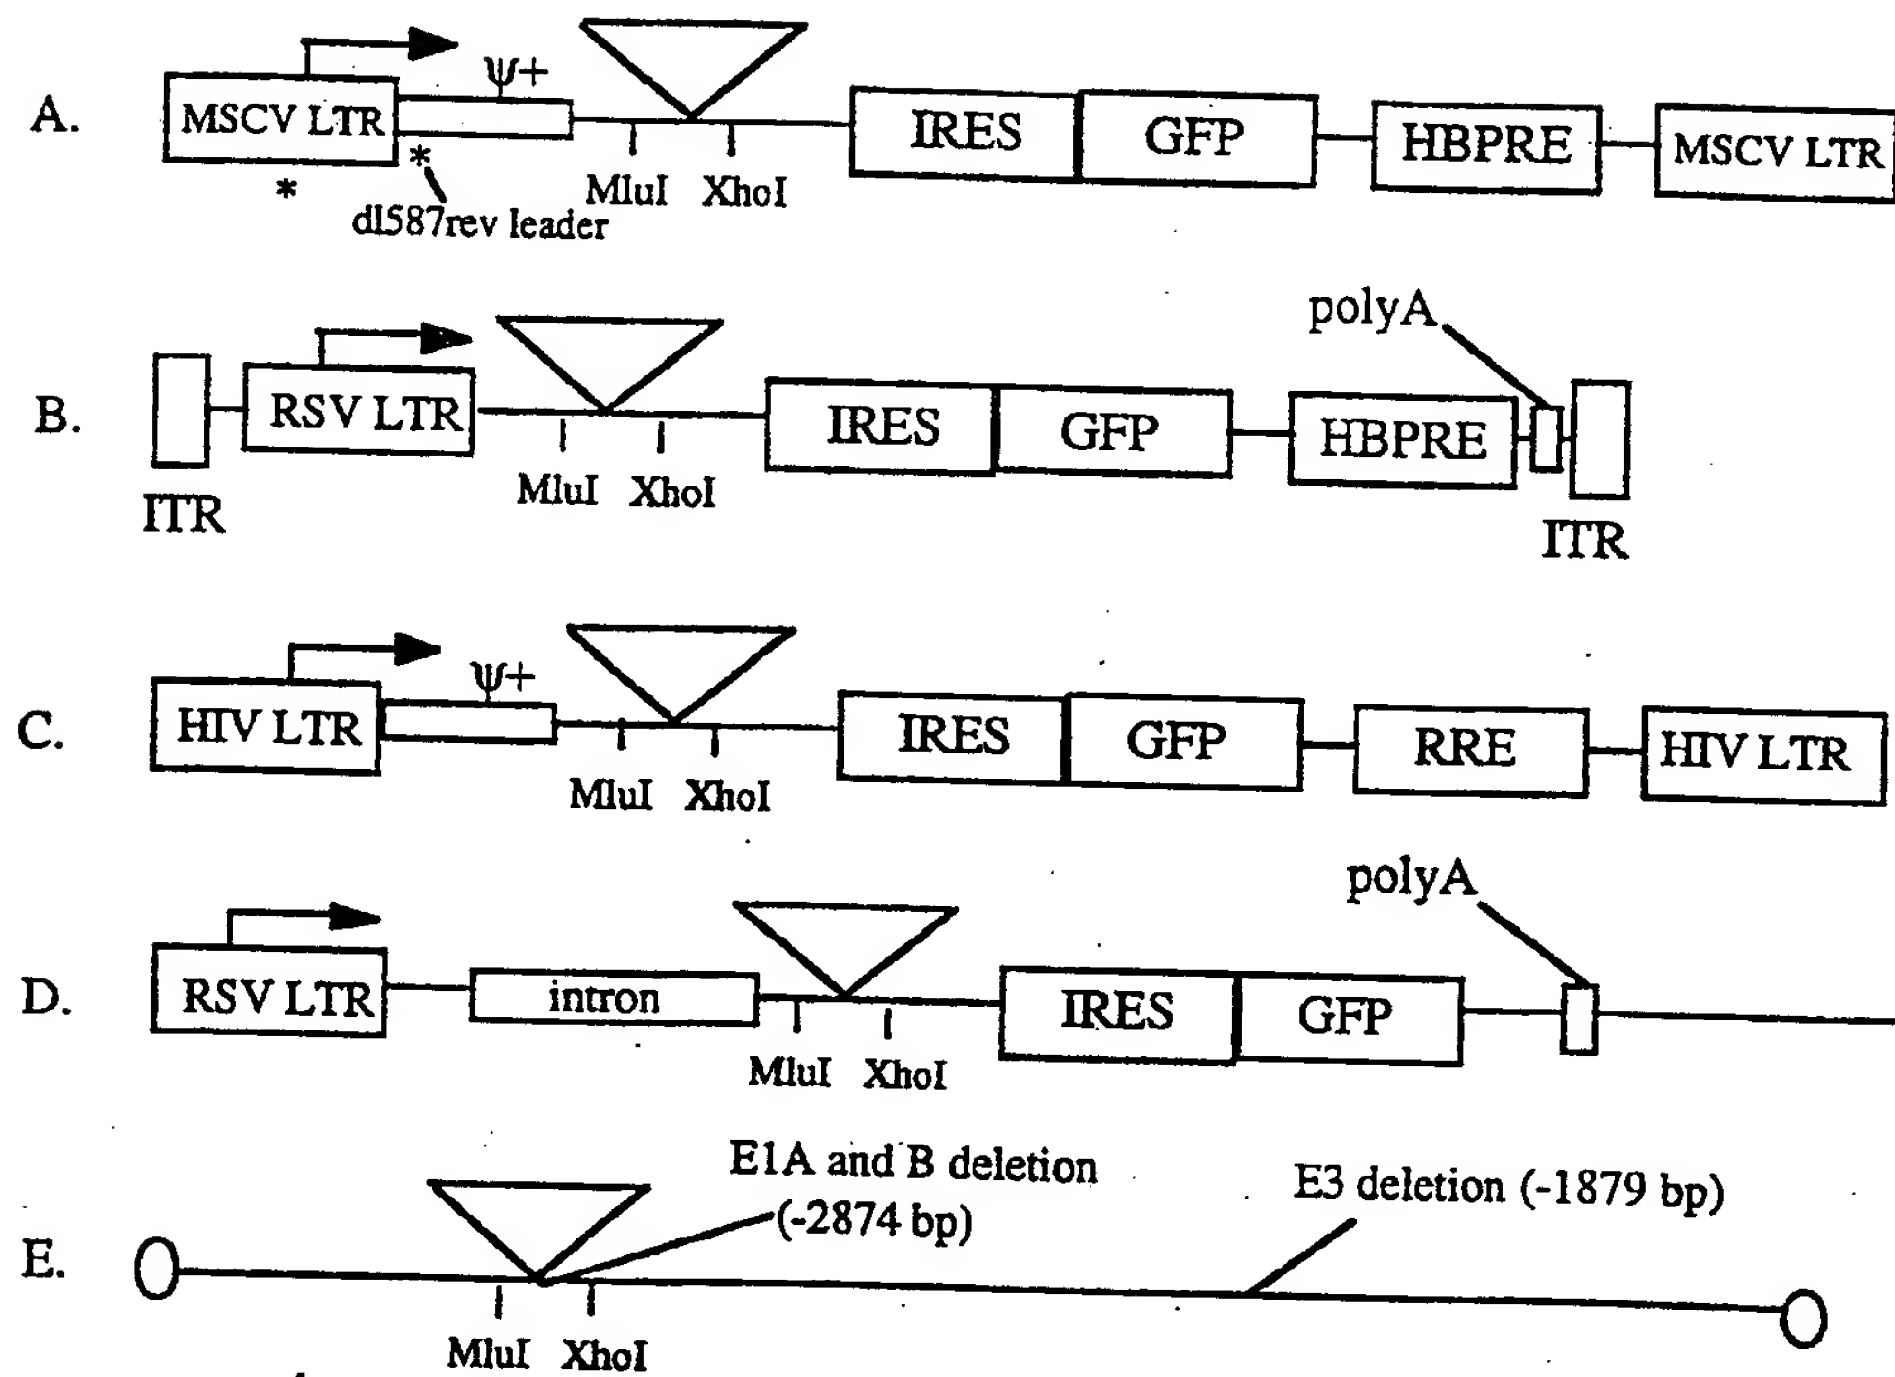 A.
MSCV LTR
ψ+
IRES
GFP
HBPRE
MSCV LTR
*
*
MluI
XhoI
dl587rev leader
B.
polyA
RSV LTR
IRES
GFP
HBPRE
MluI
XhoI
ITR
ITR
C.
HIV LTR
ψ+
IRES
GFP
RRE
HIV LTR
MluI
XhoI
D.
polyA
RSV LTR
intron
IRES
GFP
MluI
XhoI
E.
E1A and B deletion
(-2874 bp)
E3 deletion (-1879 bp)
MluI
XhoI